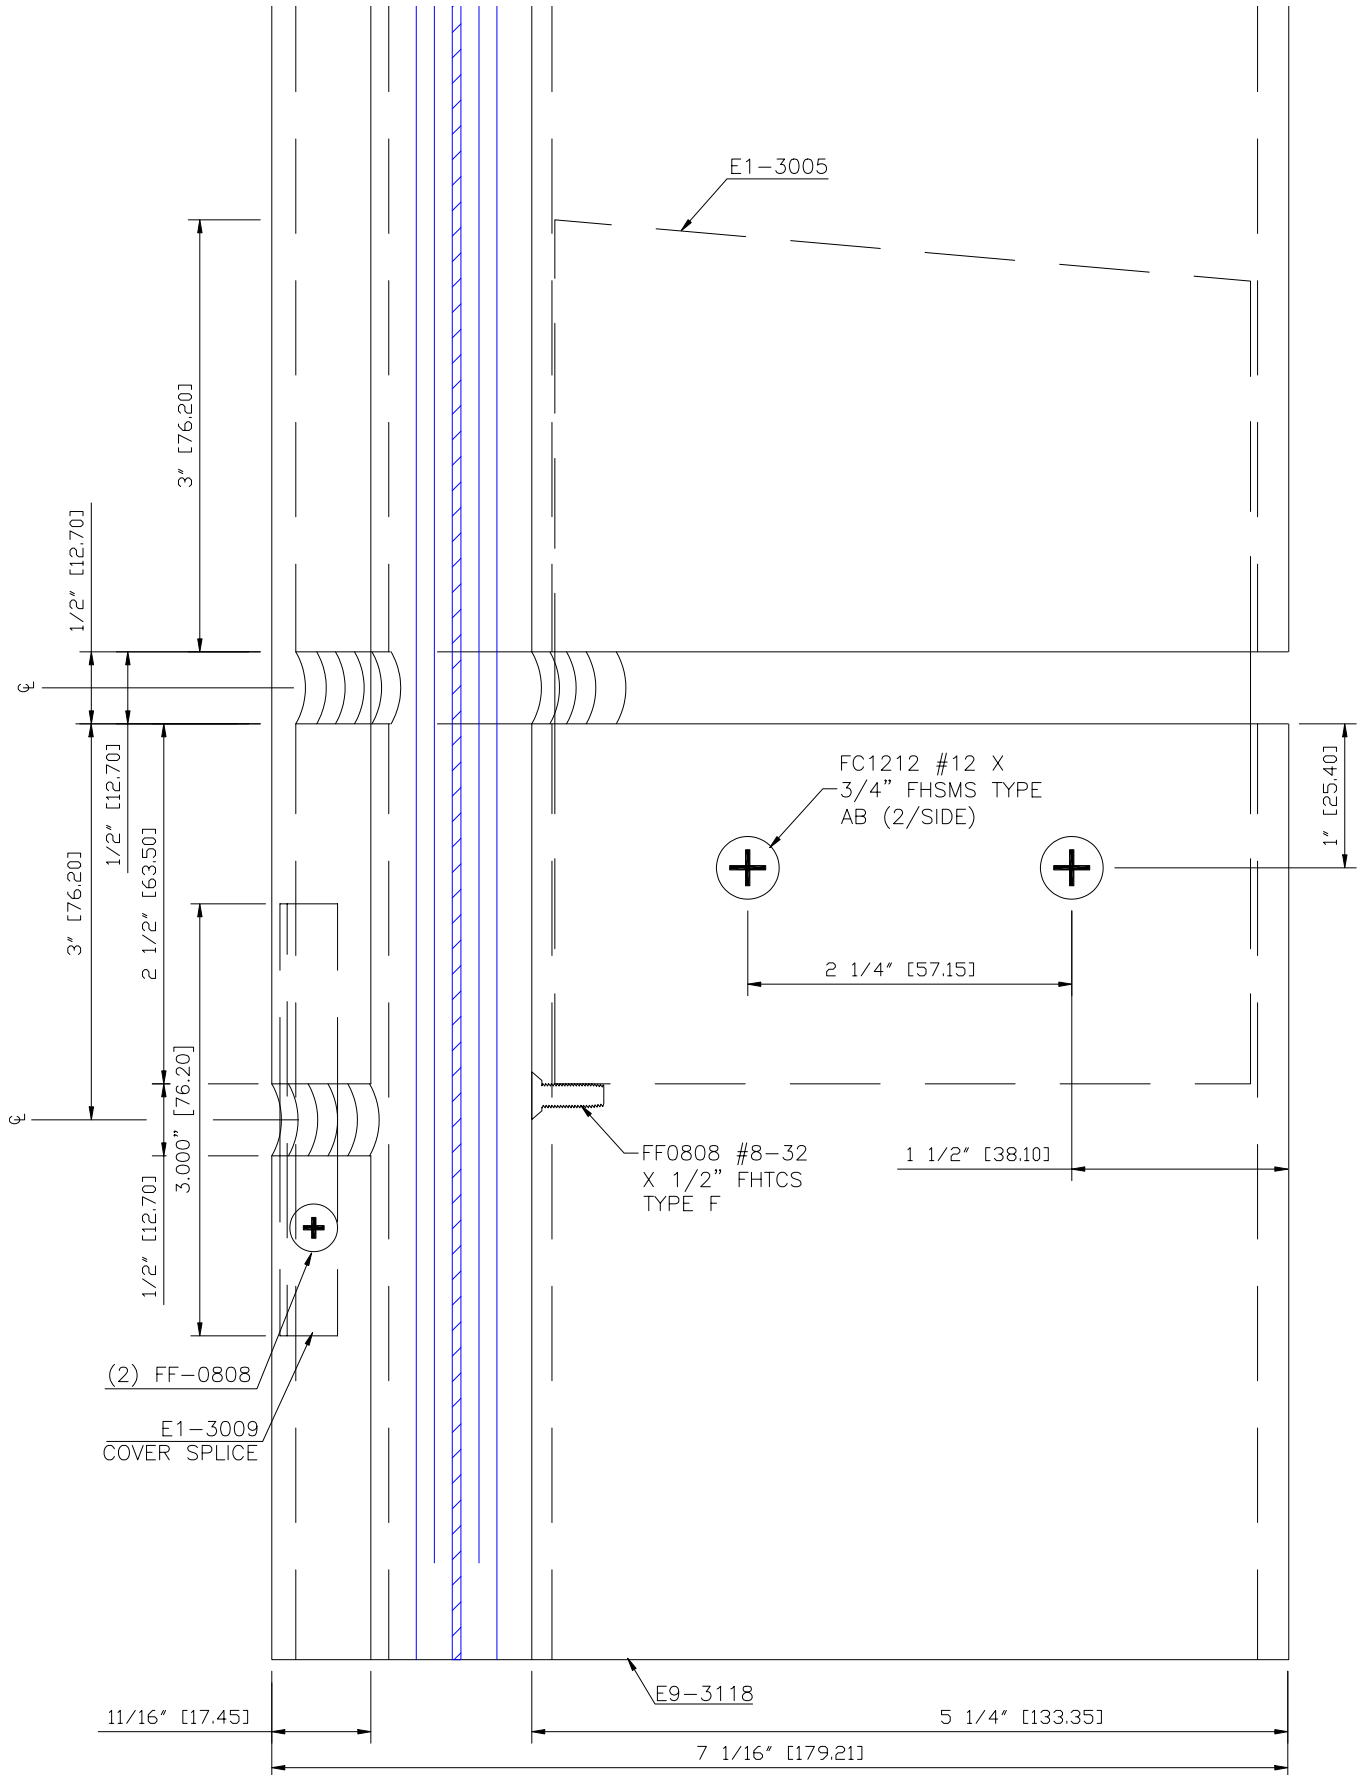 E1-3005
3" [76.20]
1/2" [12.70]
℄
1/2" [12.70]
FC1212 #12 X
3/4" FHSMS TYPE
AB (2/SIDE)
1" [25.40]
3" [76.20]
2 1/2" [63.50]
2 1/4" [57.15]
3.000" [76.20]
℄
FF0808 #8-32
X 1/2" FHTCS
TYPE F
1 1/2" [38.10]
1/2" [12.70]
(2) FF-0808
E1-3009
COVER SPLICE
E9-3118
11/16" [17.45]
5 1/4" [133.35]
7 1/16" [179.21]